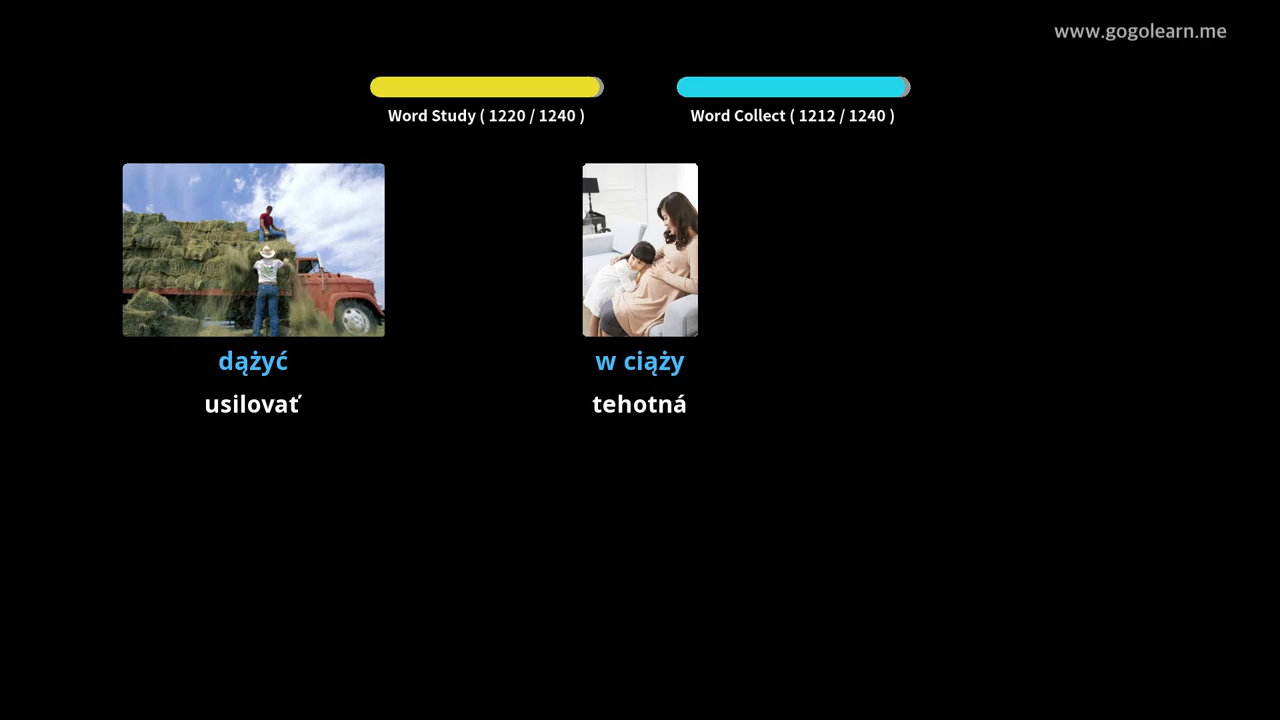 www.gogolearn.me
Word Study ( 1220 / 1240 )
Word Collect ( 1212 / 1240 )
dążyć
w ciąży
usilovať
tehotná